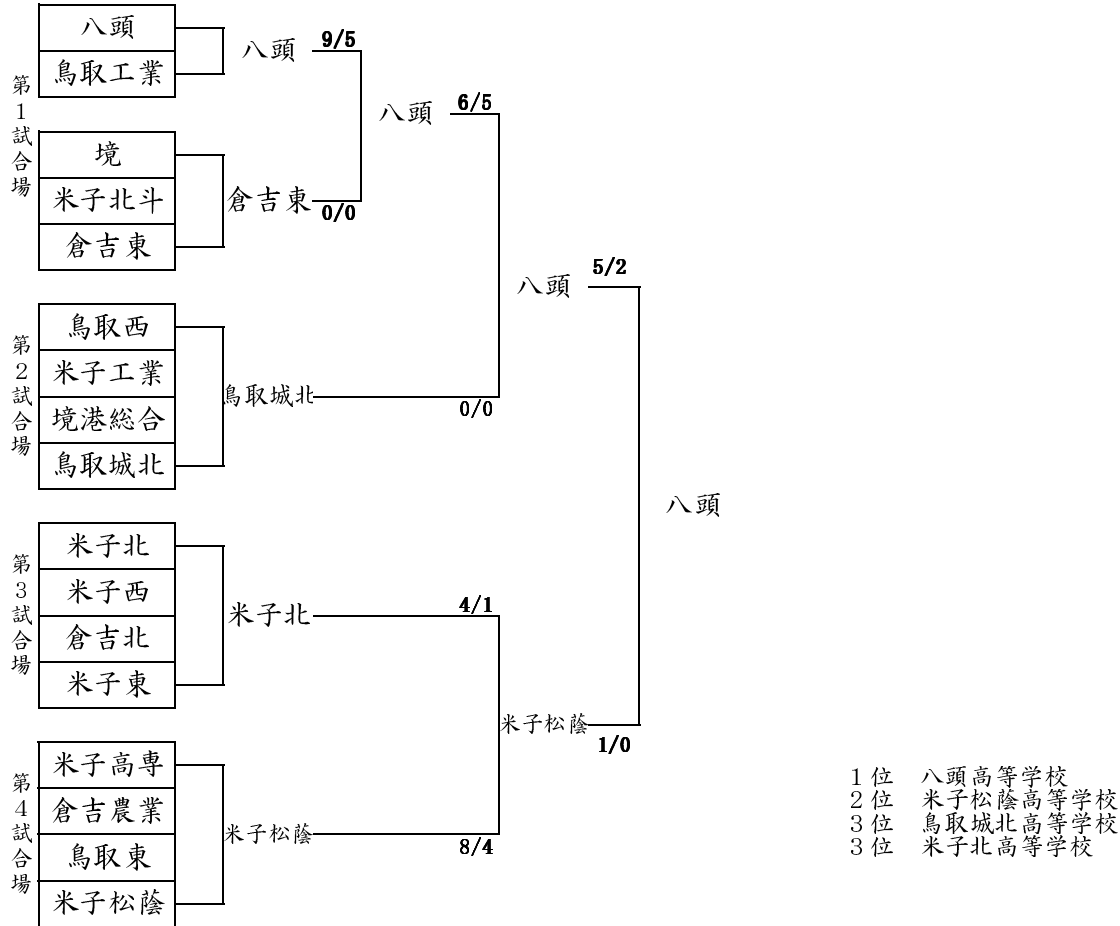 第1試合場
八頭
鳥取工業
八頭
9/5
境
米子北斗
倉吉東
倉吉東
0/0
八頭
6/5
第2試合場
鳥取西
米子工業
境港総合
鳥取城北
鳥取城北
0/0
八頭
5/2
第3試合場
米子北
米子西
倉吉北
米子東
米子北
4/1
第4試合場
米子高専
倉吉農業
鳥取東
米子松蔭
米子松蔭
8/4
米子松蔭
1/0
八頭
1位 八頭高等学校
2位 米子松蔭高等学校
3位 鳥取城北高等学校
3位 米子北高等学校